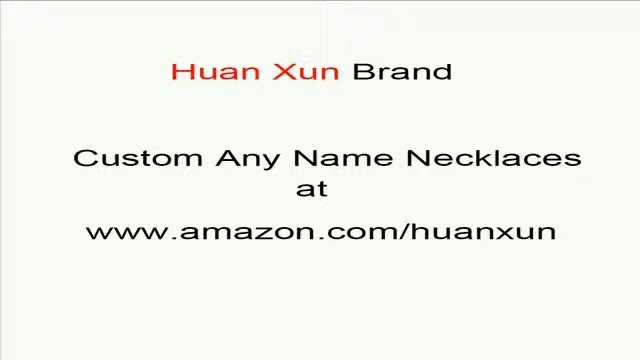 Huan Xun Brand
Custom Any Name Necklaces
at
www.amazon.com/huanxun